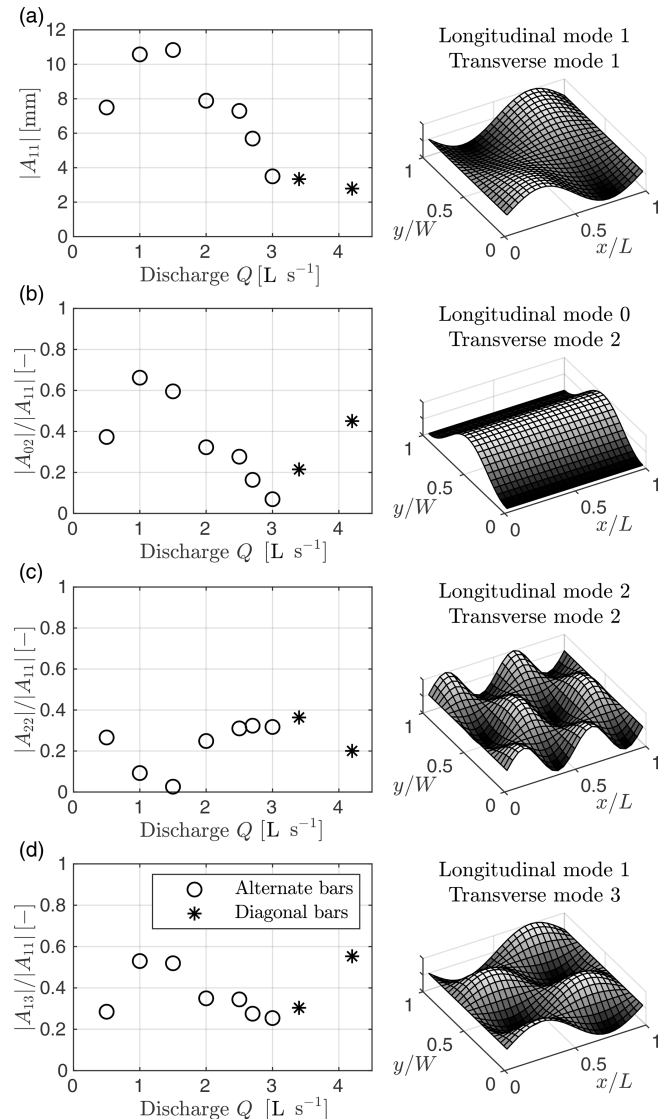 (a)
Longitudinal mode 1
Transverse mode 1
12
10
8
6
4
2
0
|A₁₁| [mm]
0 1 2 3 4
Discharge Q [L s⁻¹]
1
0.5
0
y/W
0
0.5
1
x/L
(b)
Longitudinal mode 0
Transverse mode 2
1
0.8
0.6
0.4
0.2
0
|A₀₂|/|A₁₁| [−]
0 1 2 3 4
Discharge Q [L s⁻¹]
1
0.5
0
y/W
0
0.5
1
x/L
(c)
Longitudinal mode 2
Transverse mode 2
1
0.8
0.6
0.4
0.2
0
|A₂₂|/|A₁₁| [−]
0 1 2 3 4
Discharge Q [L s⁻¹]
1
0.5
0
y/W
0
0.5
1
x/L
(d)
Longitudinal mode 1
Transverse mode 3
Alternate bars
Diagonal bars
1
0.8
0.6
0.4
0.2
|A₁₃|/|A₁₁| [−]
1
0.5
0
y/W
0
0.5
1
x/L